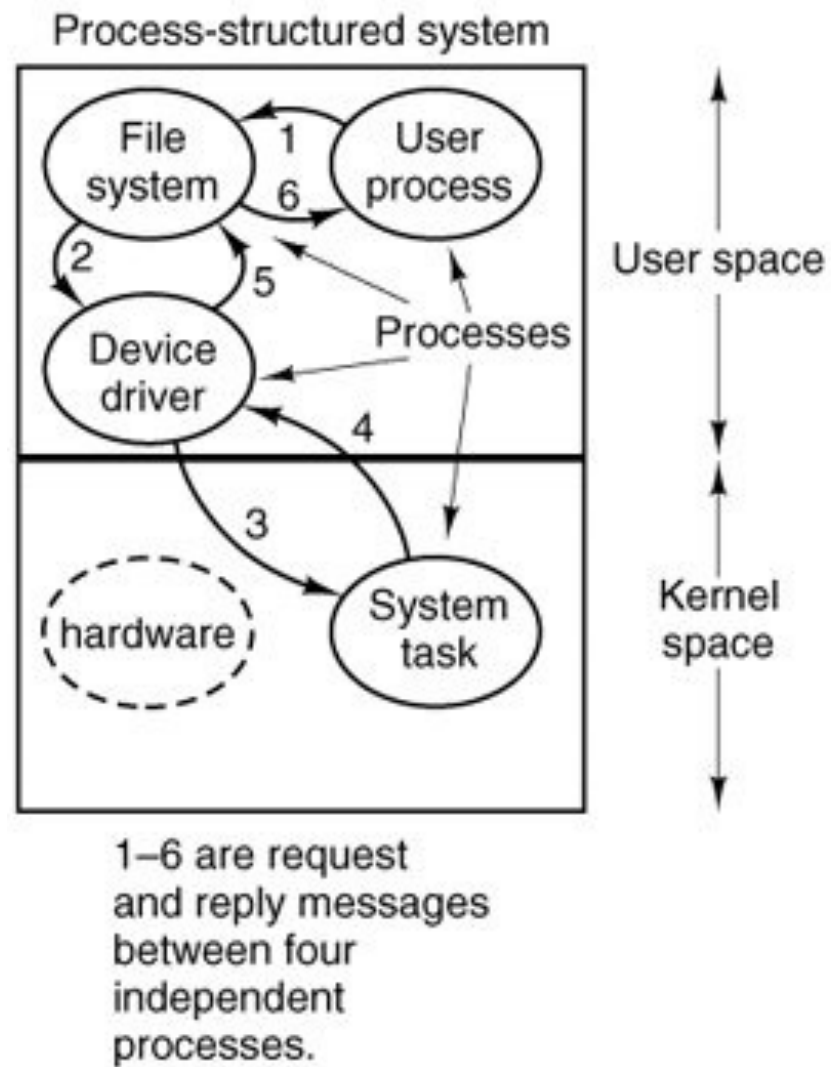 Process-structured system
File
system
1
6
User
process
2
5
User space
Processes
Device
driver
4
3
hardware
System
task
Kernel
space
1–6 are request
and reply messages
between four
independent
processes.